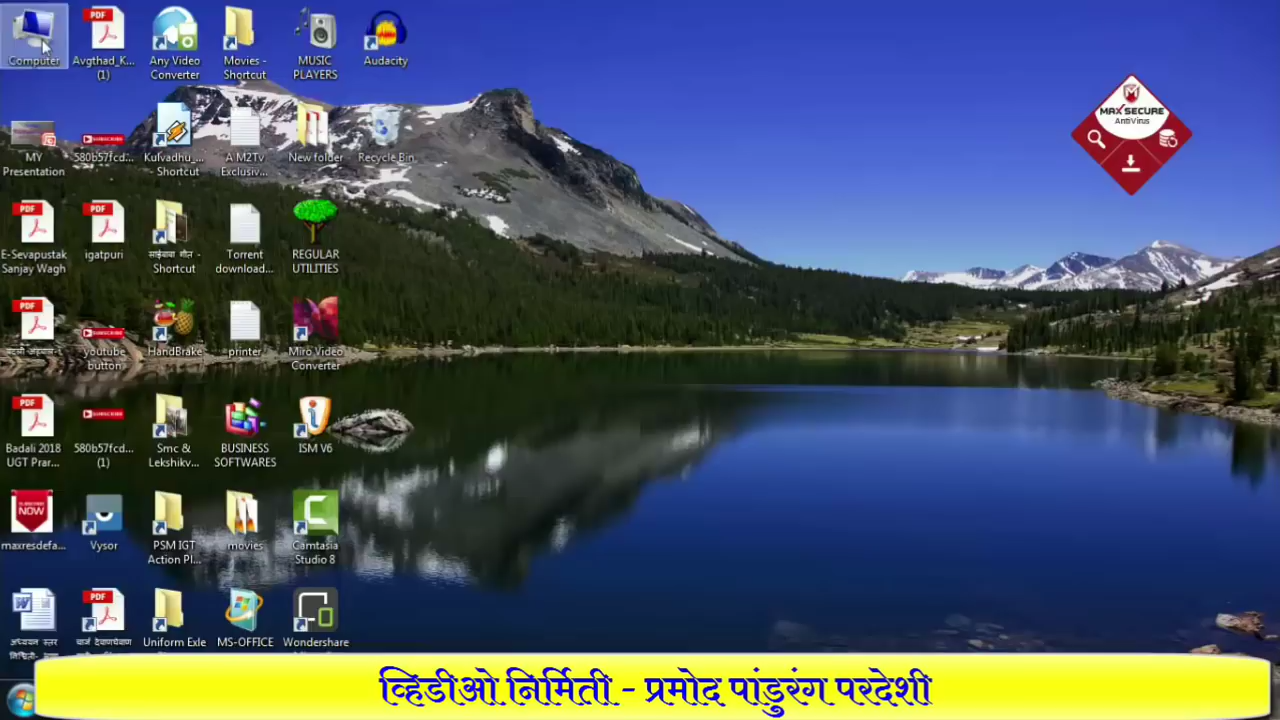 Computer
Avgthad_K... (1)
Any Video Converter
Movies - Shortcut
MUSIC PLAYERS
Audacity
MAX SECURE
AntiVirus
MY Presentation
580b57fcd...
Kulvadhu_... - Shortcut
A M2Tv Exclusiv...
New folder
Recycle Bin
E-Sevapustak Sanjay Wagh
igatpuri
- Shortcut
Torrent download...
REGULAR UTILITIES
youtube button
HandBrake
printer
Miro Video Converter
Badali 2018 UGT Prar...
580b57fcd... (1)
Smc & Lekshikv...
BUSINESS SOFTWARES
ISM V6
maxresdefa...
Vysor
PSM IGT Action Pl...
movies
Camtasia Studio 8
अध्ययन स्तर
Uniform Exle
MS-OFFICE
Wondershare
व्हिडीओ निर्मिती - प्रमोद पांडुरंग परदेशी